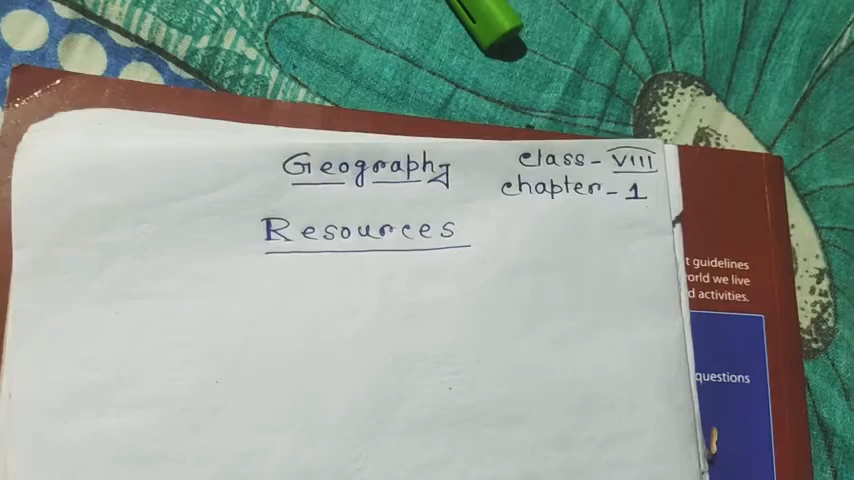 Geography
class - VIII
chapter - 1
Resources
t guidelines
orld we live
d activities.
questions